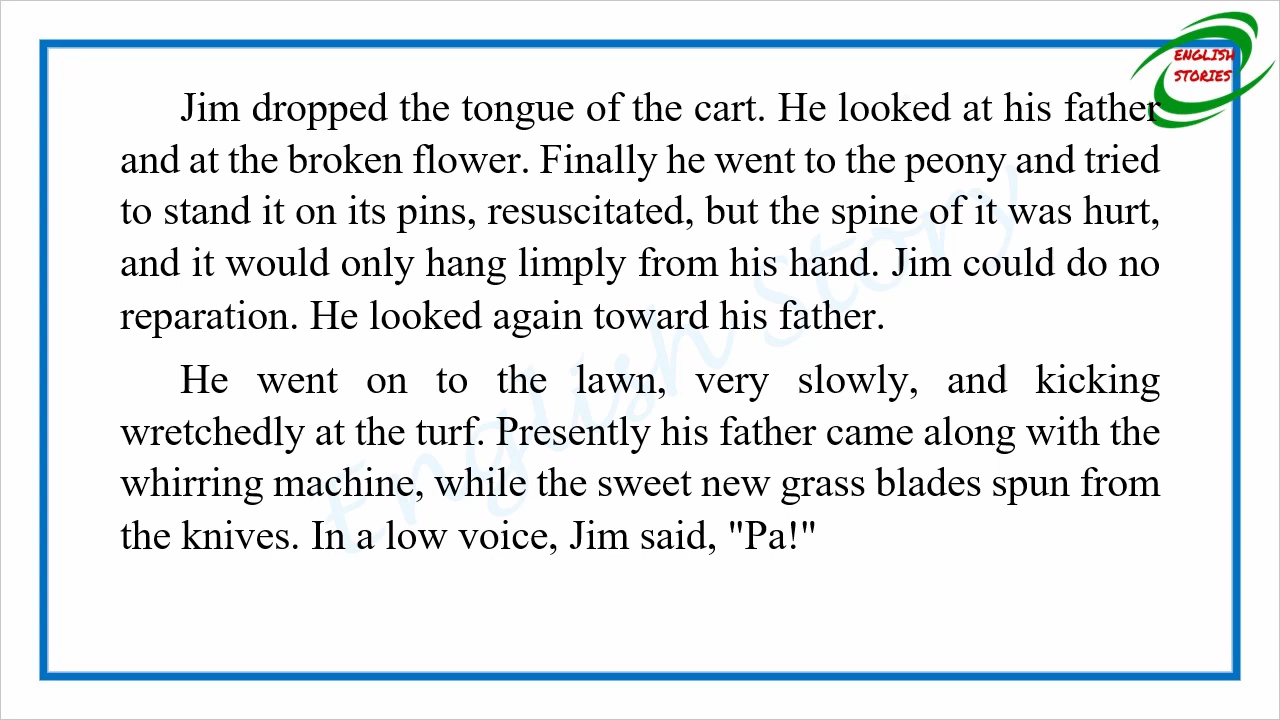 ENGLISH
STORIES
Jim dropped the tongue of the cart. He looked at his father
and at the broken flower. Finally he went to the peony and tried
to stand it on its pins, resuscitated, but the spine of it was hurt,
and it would only hang limply from his hand. Jim could do no
reparation. He looked again toward his father.
He went on to the lawn, very slowly, and kicking
wretchedly at the turf. Presently his father came along with the
whirring machine, while the sweet new grass blades spun from
the knives. In a low voice, Jim said, "Pa!"
English Story